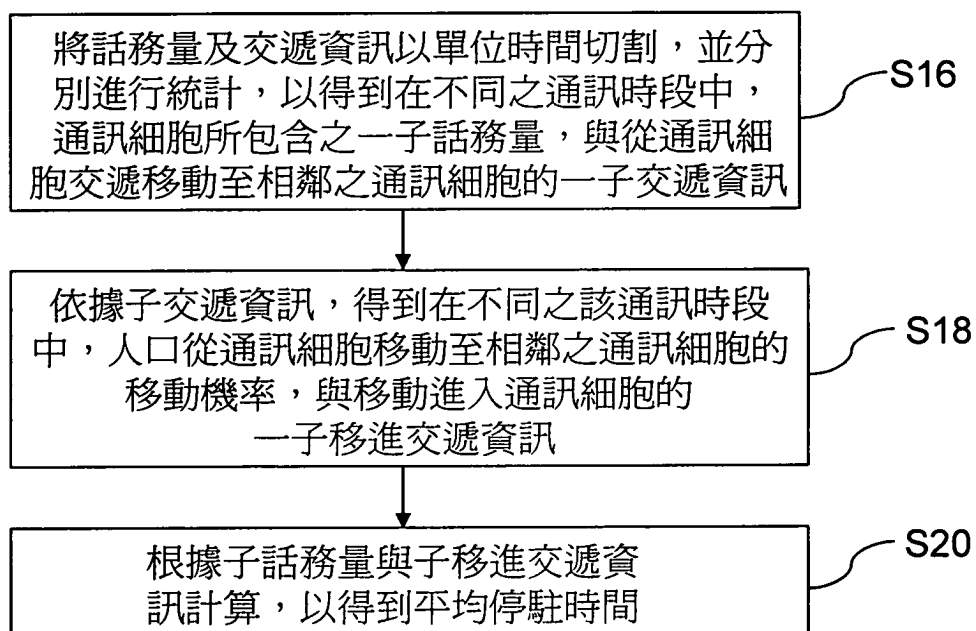 將話務量及交遞資訊以單位時間切割，並分
別進行統計，以得到在不同之通訊時段中，
通訊細胞所包含之一子話務量，與從通訊細
胞交遞移動至相鄰之通訊細胞的一子交遞資訊
S16
依據子交遞資訊，得到在不同之該通訊時段
中，人口從通訊細胞移動至相鄰之通訊細胞的
移動機率，與移動進入通訊細胞的
一子移進交遞資訊
S18
根據子話務量與子移進交遞資
訊計算，以得到平均停駐時間
S20